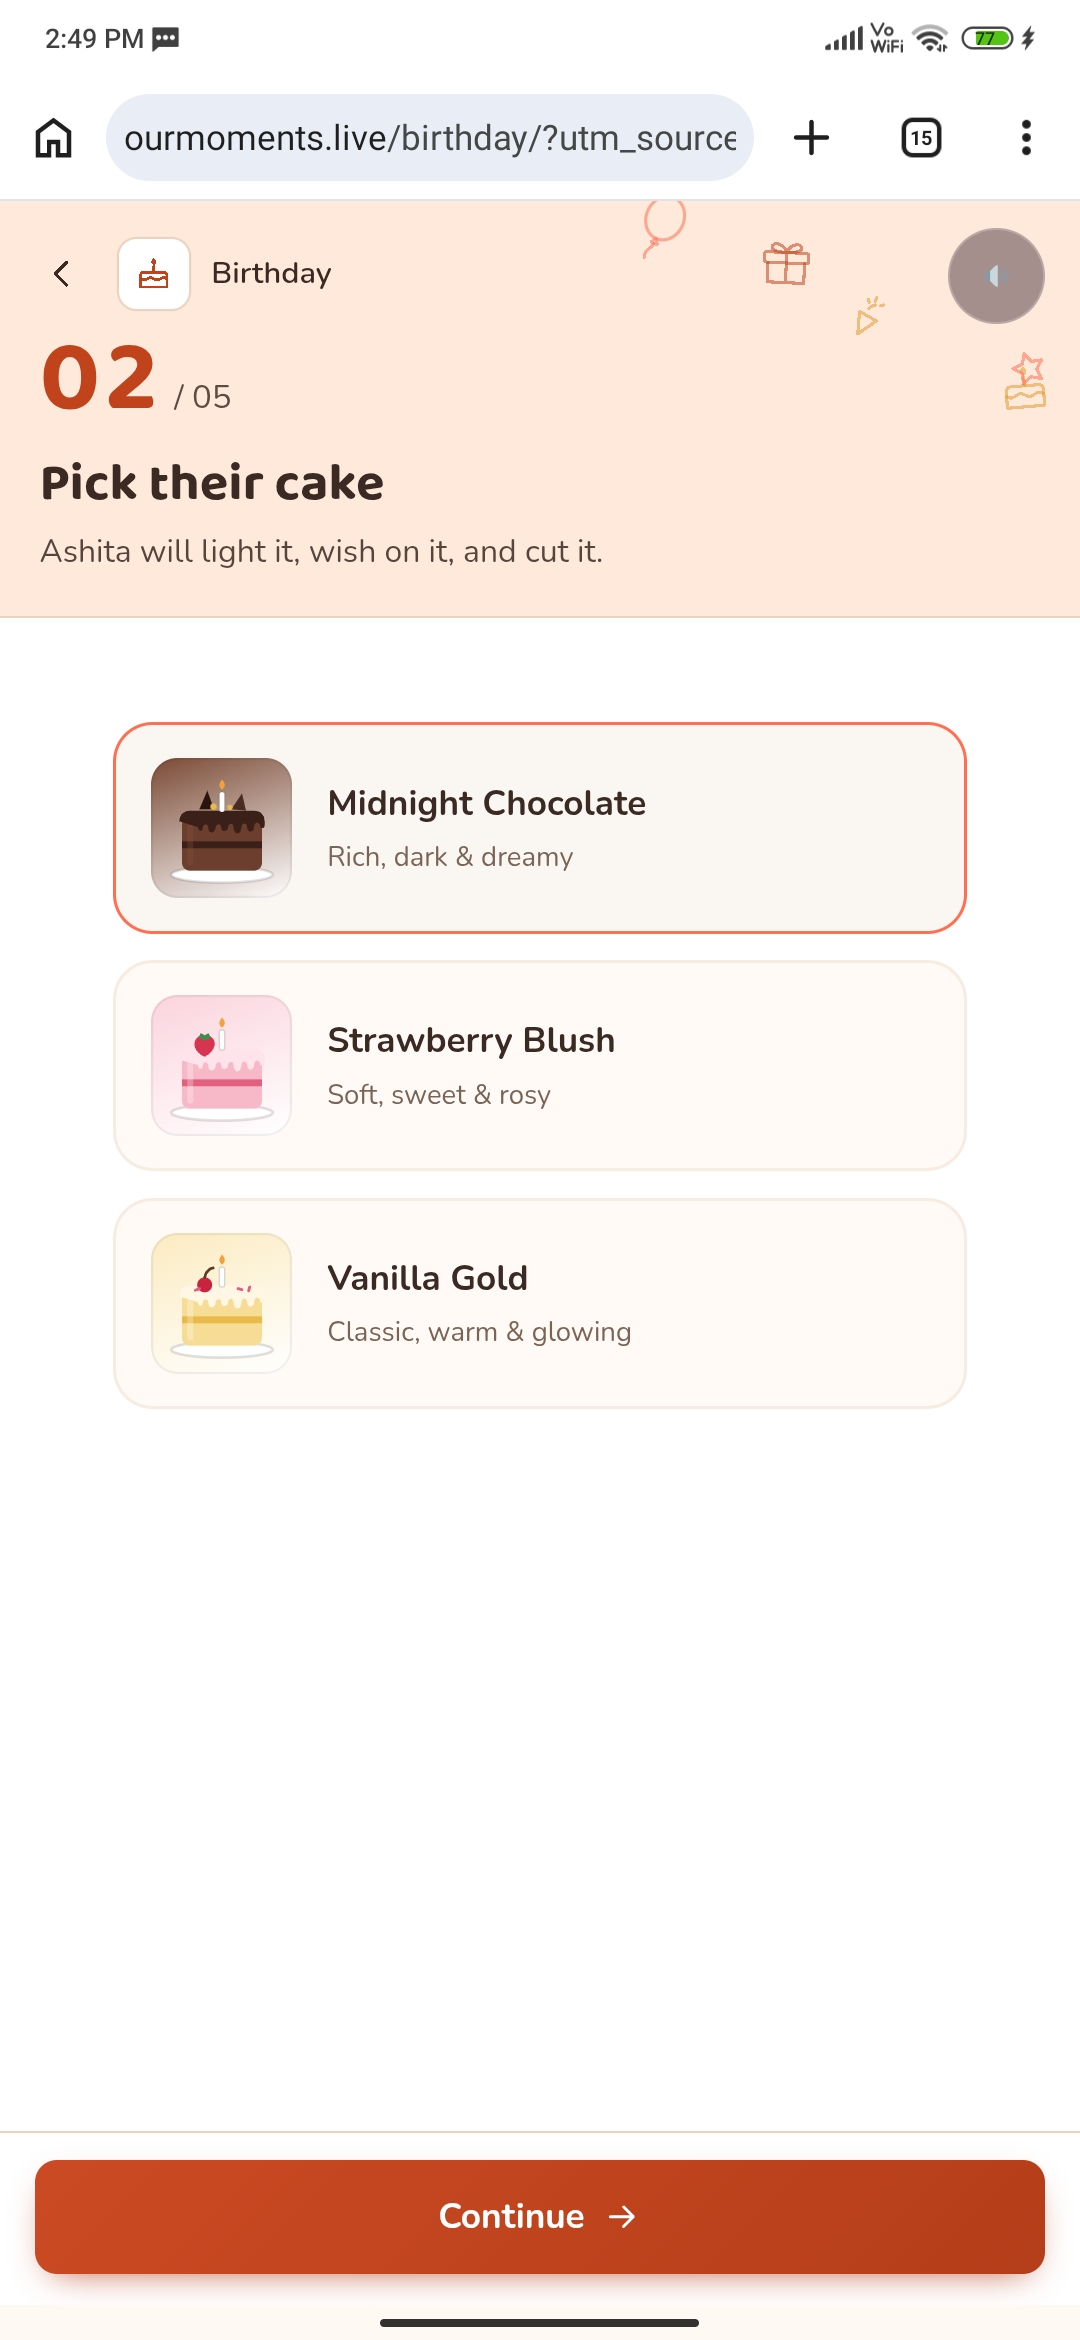 2:49 PM
Vo
WiFi
77
ourmoments.live/birthday/?utm_source
15
Birthday
02 / 05
Pick their cake
Ashita will light it, wish on it, and cut it.
Midnight Chocolate
Rich, dark & dreamy
Strawberry Blush
Soft, sweet & rosy
Vanilla Gold
Classic, warm & glowing
Continue →